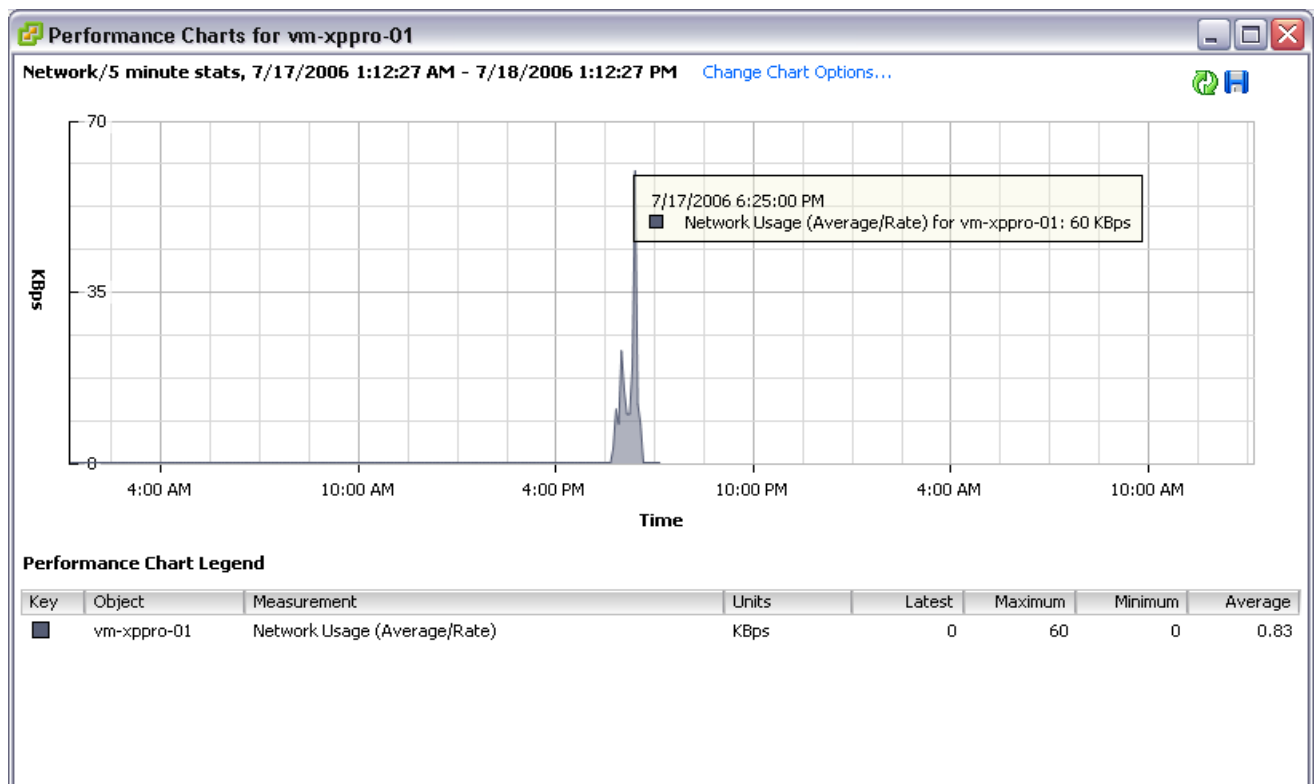 Performance Charts for vm-xppro-01
Network/5 minute stats, 7/17/2006 1:12:27 AM - 7/18/2006 1:12:27 PM Change Chart Options...
70
7/17/2006 6:25:00 PM
Network Usage (Average/Rate) for vm-xppro-01: 60 KBps
KBps
35
0
4:00 AM 10:00 AM 4:00 PM 10:00 PM 4:00 AM 10:00 AM
Time
Performance Chart Legend
Key Object Measurement Units Latest Maximum Minimum Average
vm-xppro-01 Network Usage (Average/Rate) KBps 0 60 0 0.83